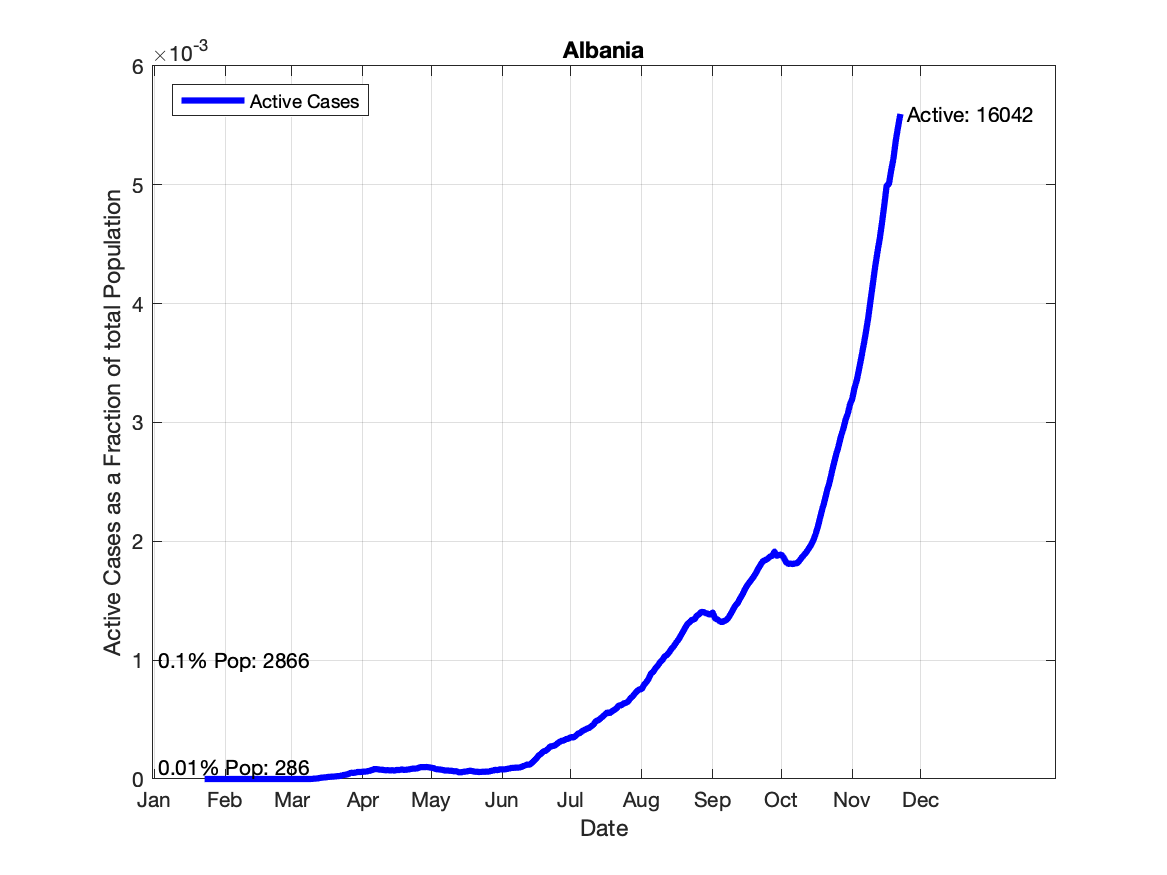 Albania
×10-3
6
Active Cases
Active: 16042
5
4
3
2
1
0.1% Pop: 2866
0.01% Pop: 286
0
Jan Feb Mar Apr May Jun Jul Aug Sep Oct Nov Dec
Date
Active Cases as a Fraction of total Population